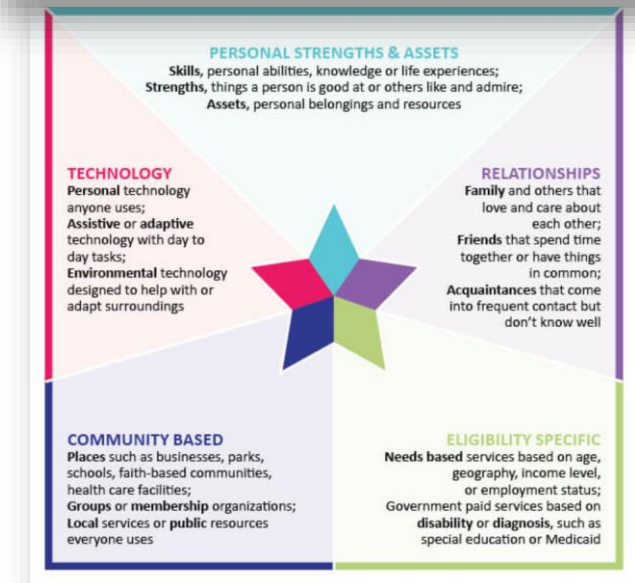 PERSONAL STRENGTHS & ASSETS
Skills, personal abilities, knowledge or life experiences;
Strengths, things a person is good at or others like and admire;
Assets, personal belongings and resources
TECHNOLOGY
Personal technology
anyone uses;
Assistive or adaptive
technology with day to
day tasks;
Environmental technology
designed to help with or
adapt surroundings
RELATIONSHIPS
Family and others that
love and care about
each other;
Friends that spend time
together or have things
in common;
Acquaintances that come
into frequent contact but
don't know well
COMMUNITY BASED
Places such as businesses, parks,
schools, faith-based communities,
health care facilities;
Groups or membership organizations;
Local services or public resources
everyone uses
ELIGIBILITY SPECIFIC
Needs based services based on age,
geography, income level,
or employment status;
Government paid services based on
disability or diagnosis, such as
special education or Medicaid